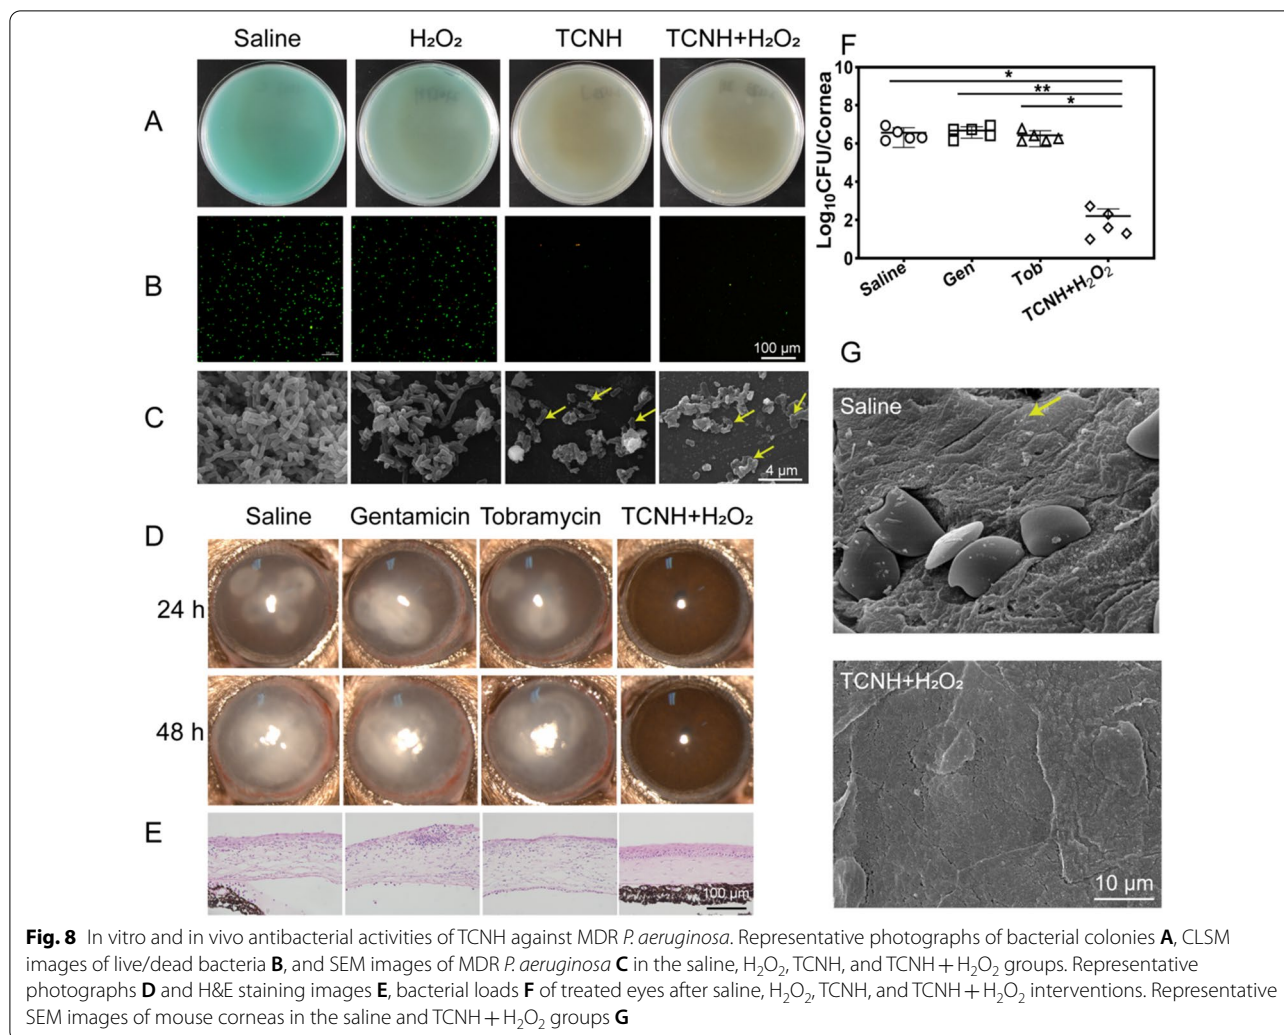 Saline H₂O₂ TCNH TCNH+H₂O₂
A
B
100 µm
C
4 µm
Saline Gentamicin Tobramycin TCNH+H₂O₂
D
24 h
48 h
E
100 µm
F
Log₁₀CFU/Cornea
10
8
6
4
2
0
*
**
*
Saline
Gen
Tob
TCNH+H₂O₂
G
Saline
TCNH+H₂O₂
10 µm
Fig. 8 In vitro and in vivo antibacterial activities of TCNH against MDR P. aeruginosa. Representative photographs of bacterial colonies A, CLSM
images of live/dead bacteria B, and SEM images of MDR P. aeruginosa C in the saline, H₂O₂, TCNH, and TCNH + H₂O₂ groups. Representative
photographs D and H&E staining images E, bacterial loads F of treated eyes after saline, H₂O₂, TCNH, and TCNH + H₂O₂ interventions. Representative
SEM images of mouse corneas in the saline and TCNH + H₂O₂ groups G